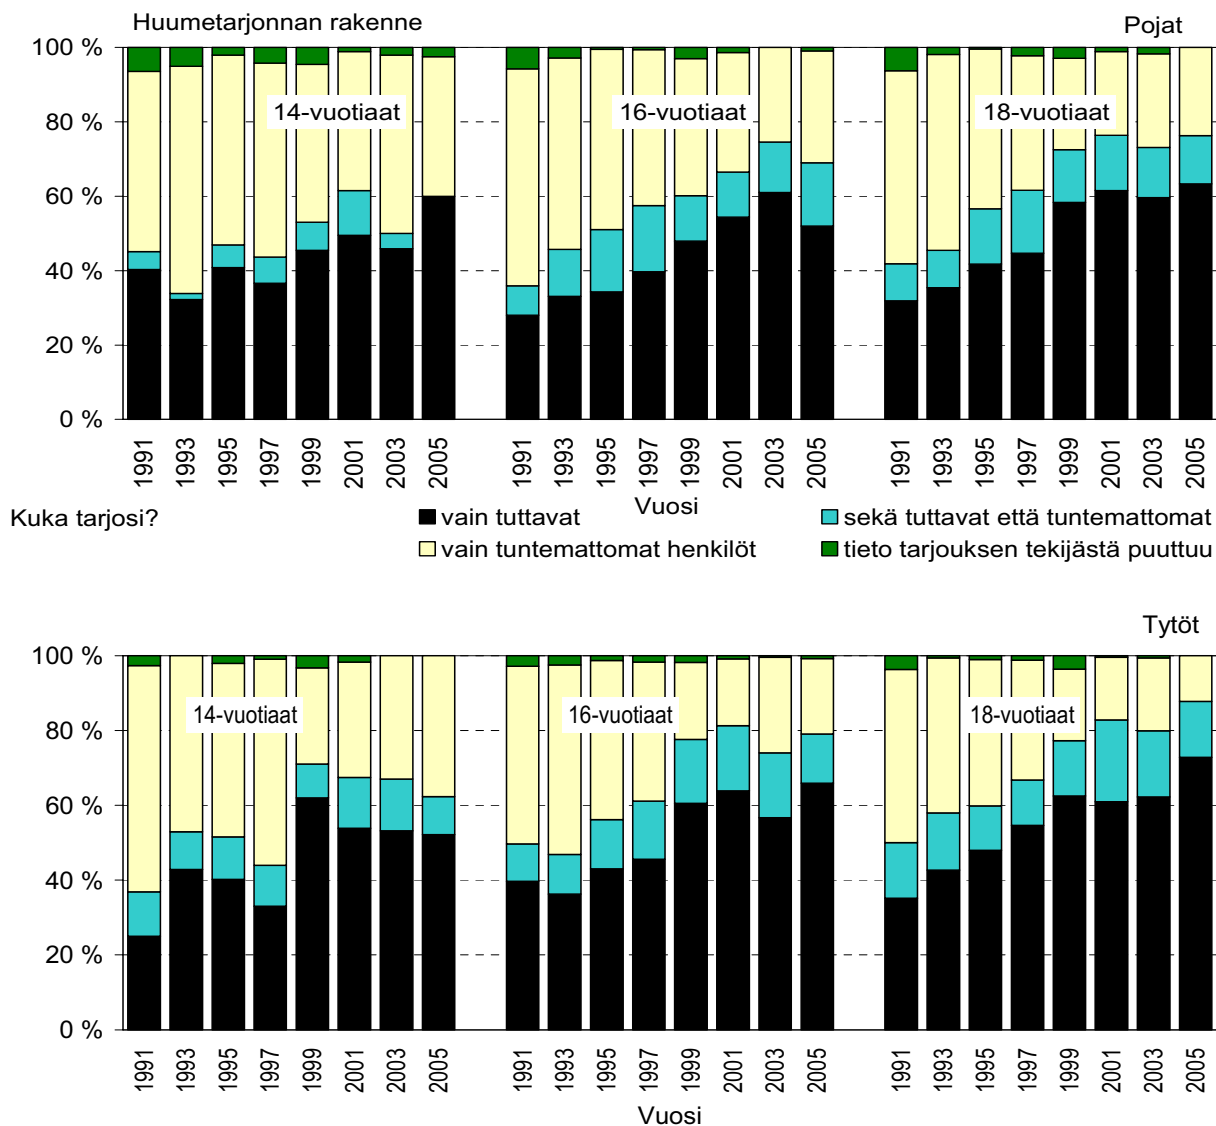 Huumetarjonnan rakenne
Pojat
100 %
80 %
60 %
40 %
20 %
0 %
14-vuotiaat
16-vuotiaat
18-vuotiaat
1991 1993 1995 1997 1999 2001 2003 2005
1991 1993 1995 1997 1999 2001 2003 2005
1991 1993 1995 1997 1999 2001 2003 2005
Vuosi
Kuka tarjosi?
vain tuttavat
sekä tuttavat että tuntemattomat
vain tuntemattomat henkilöt
tieto tarjouksen tekijästä puuttuu
Tytöt
100 %
80 %
60 %
40 %
20 %
0 %
14-vuotiaat
16-vuotiaat
18-vuotiaat
1991 1993 1995 1997 1999 2001 2003 2005
1991 1993 1995 1997 1999 2001 2003 2005
1991 1993 1995 1997 1999 2001 2003 2005
Vuosi